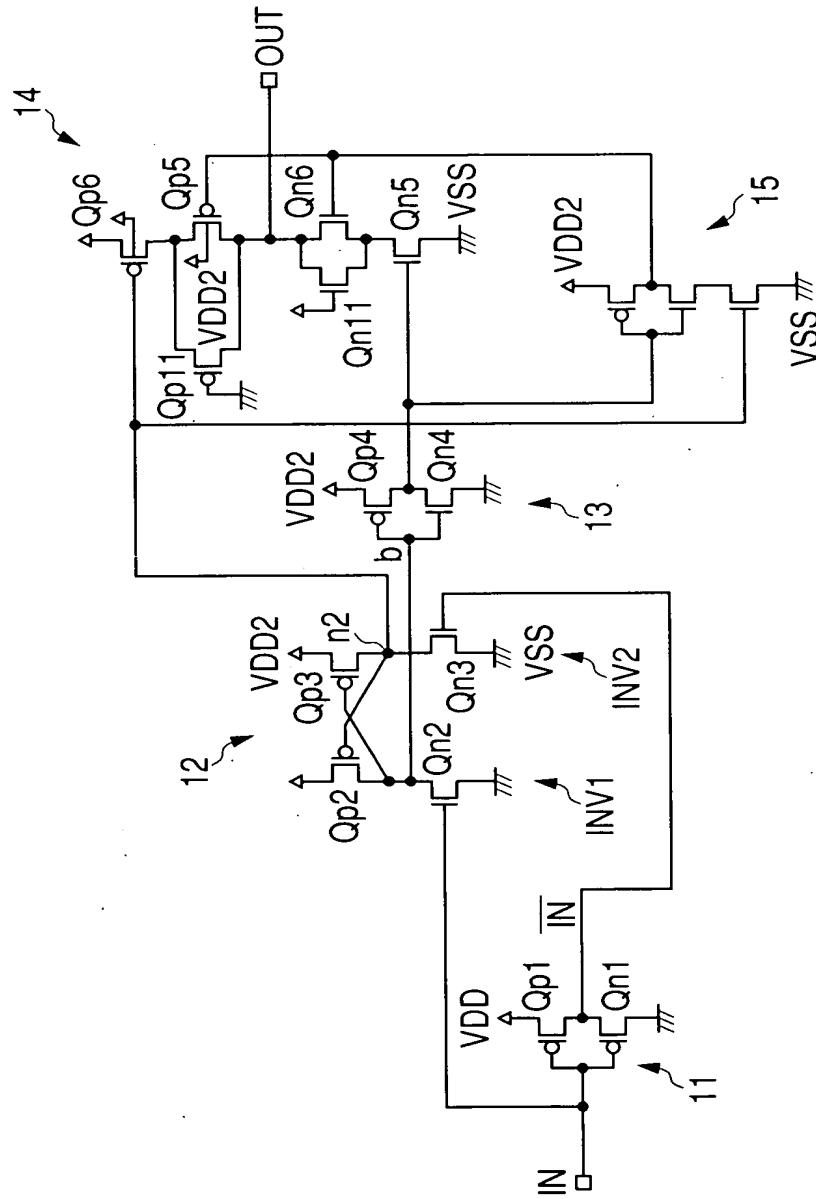 14
Qp6
Qp5
VDD2
Qp11
OUT
Qn6
Qn11
Qn5
VSS
15
VDD2
VSS
VDD2
Qp4
Qn4
b
13
12
VDD2
n2
Qp3
Qp2
Qn2
Qn3
VSS
INV1
INV2
IN
VDD
Qp1
Qn1
11
IN